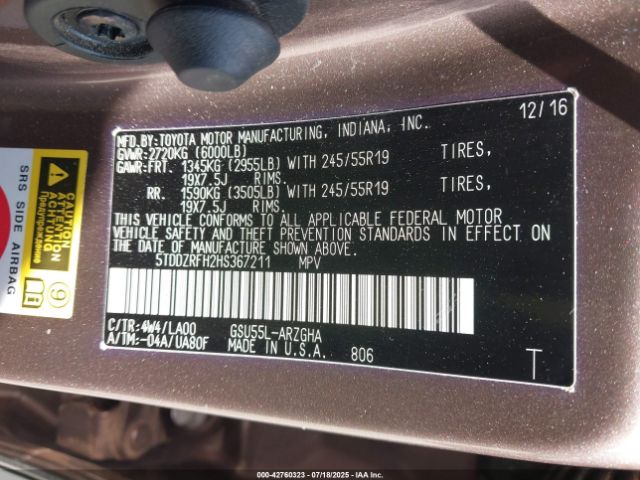 12/16
MFD. BY: TOYOTA MOTOR MANUFACTURING, INDIANA, INC.
GVWR: 2720KG (6000LB)
GAWR: FRT. 1345KG (2955LB) WITH 245/55R19 TIRES,
19X7.5J RIMS.
RR. 1590KG (3505LB) WITH 245/55R19 TIRES,
19X7.5J RIMS.
THIS VEHICLE CONFORMS TO ALL APPLICABLE FEDERAL MOTOR
VEHICLE SAFETY AND THEFT PREVENTION STANDARDS IN EFFECT ON
THE DATE OF MANUFACTURE SHOWN ABOVE.
5TDDZRFH2HS367211 MPV
C/TR: 4W4/LA00 GSU55L-ARZGHA
A/TM: -04A/UA80F MADE IN U.S.A. 806
T
SRS SIDE AIRBAG
CAUTION
ATTENTION
ACHTUNG
Предупреждение
9
000-42760323 - 07/18/2025 - IAA Inc.